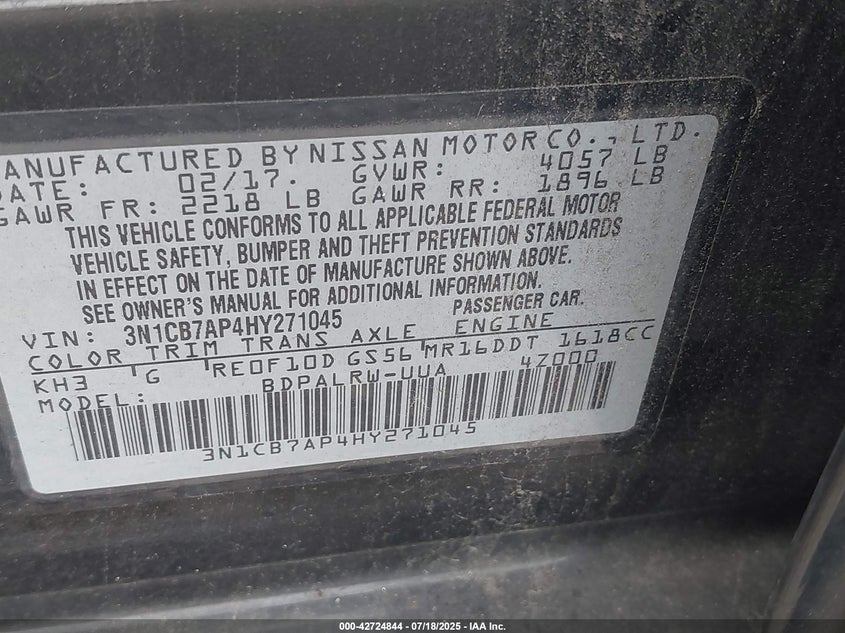 ANUFACTURED BY NISSAN MOTOR CO., LTD.
DATE: 02/17. GVWR: 4057 LB
GAWR FR: 2218 LB GAWR RR: 1896 LB
THIS VEHICLE CONFORMS TO ALL APPLICABLE FEDERAL MOTOR
VEHICLE SAFETY, BUMPER AND THEFT PREVENTION STANDARDS
IN EFFECT ON THE DATE OF MANUFACTURE SHOWN ABOVE.
SEE OWNER'S MANUAL FOR ADDITIONAL INFORMATION.
VIN: 3N1CB7AP4HY271045 PASSENGER CAR.
COLOR TRIM TRANS AXLE ENGINE
KH3 G RE0F10D GS56 MR16DDT 1618CC
MODEL: BDPALRW-UUA 4Z000
3N1CB7AP4HY271045
000-42724844 / 07/18/2025 - IAA Inc.